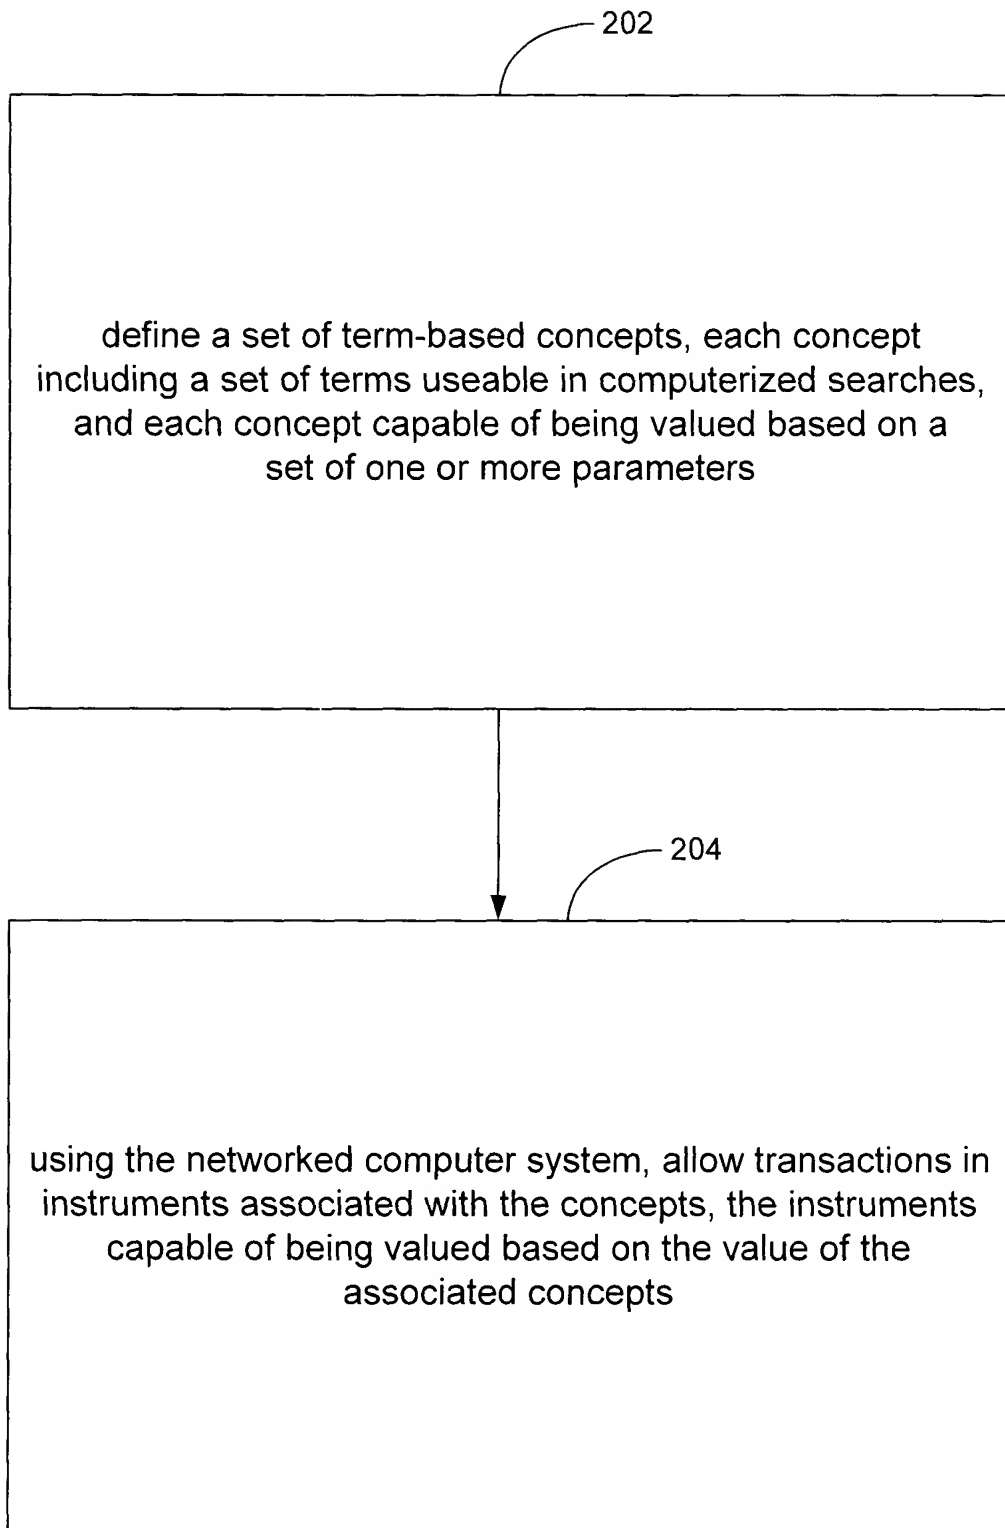 202
define a set of term-based concepts, each concept
including a set of terms useable in computerized searches,
and each concept capable of being valued based on a
set of one or more parameters
204
using the networked computer system, allow transactions in
instruments associated with the concepts, the instruments
capable of being valued based on the value of the
associated concepts